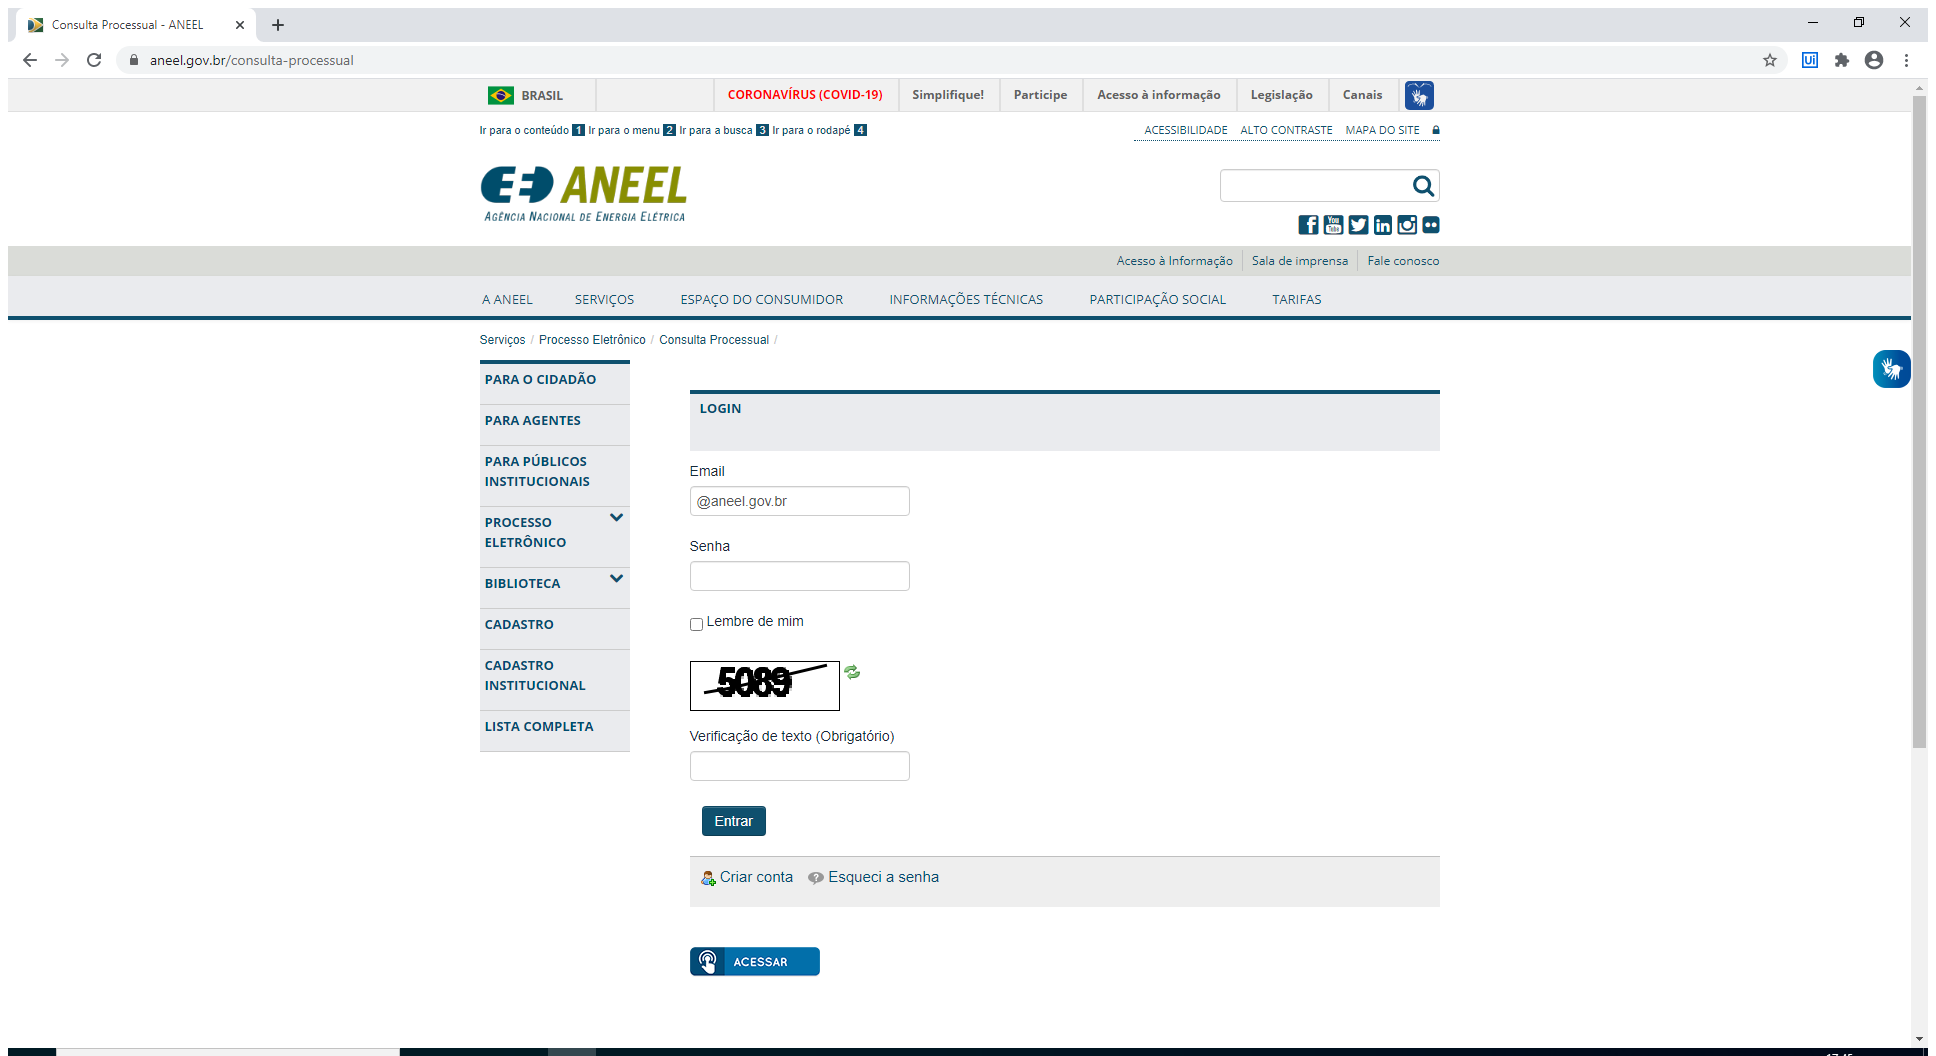 Consulta Processual - ANEEL
aneel.gov.br/consulta-processual
BRASIL
CORONAVÍRUS (COVID-19)
Simplifique!
Participe
Acesso à informação
Legislação
Canais
Ir para o conteúdo 1 Ir para o menu 2 Ir para a busca 3 Ir para o rodapé 4
ACESSIBILIDADE ALTO CONTRASTE MAPA DO SITE
ANEEL
AGÊNCIA NACIONAL DE ENERGIA ELÉTRICA
Acesso à Informação
Sala de imprensa
Fale conosco
A ANEEL
SERVIÇOS
ESPAÇO DO CONSUMIDOR
INFORMAÇÕES TÉCNICAS
PARTICIPAÇÃO SOCIAL
TARIFAS
Serviços / Processo Eletrônico / Consulta Processual /
PARA O CIDADÃO
PARA AGENTES
PARA PÚBLICOS
INSTITUCIONAIS
PROCESSO
ELETRÔNICO
BIBLIOTECA
CADASTRO
CADASTRO
INSTITUCIONAL
LISTA COMPLETA
LOGIN
Email
@aneel.gov.br
Senha
Lembre de mim
5089
Verificação de texto (Obrigatório)
Entrar
Criar conta
Esqueci a senha
ACESSAR